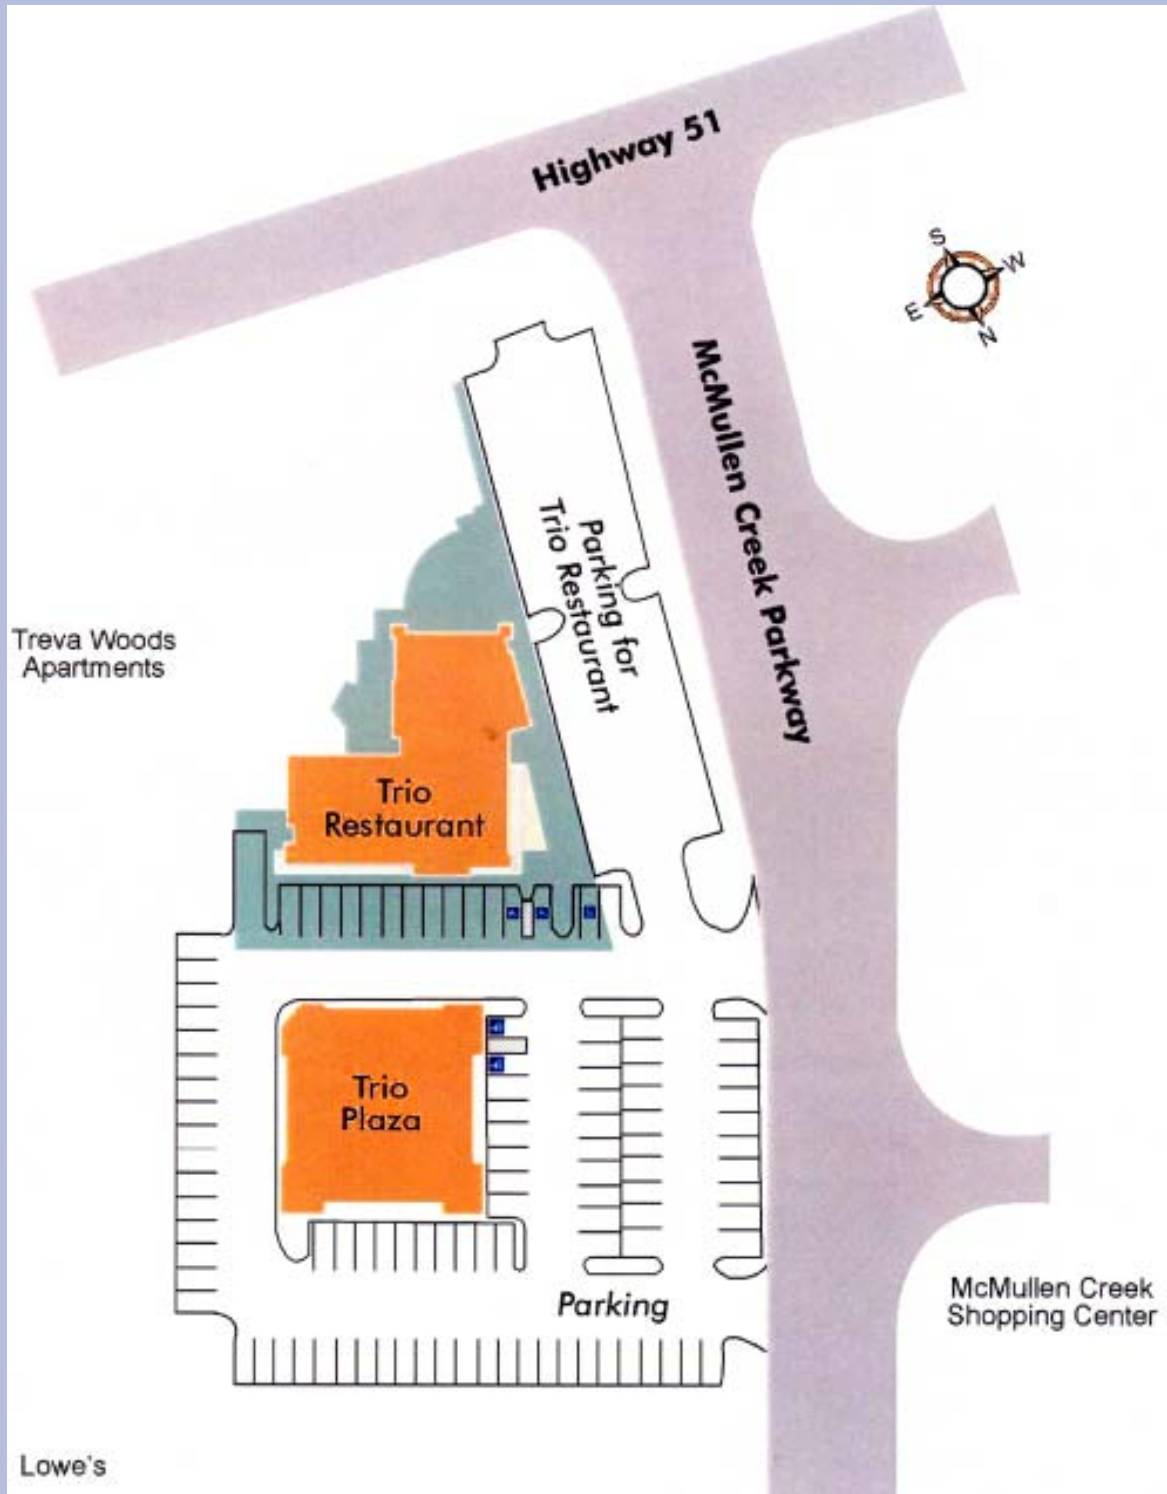 Highway 51
S
W
E
N
McMullen Creek Parkway
Parking for
Trio Restaurant
Treva Woods
Apartments
Trio
Restaurant
Trio
Plaza
Parking
McMullen Creek
Shopping Center
Lowe's